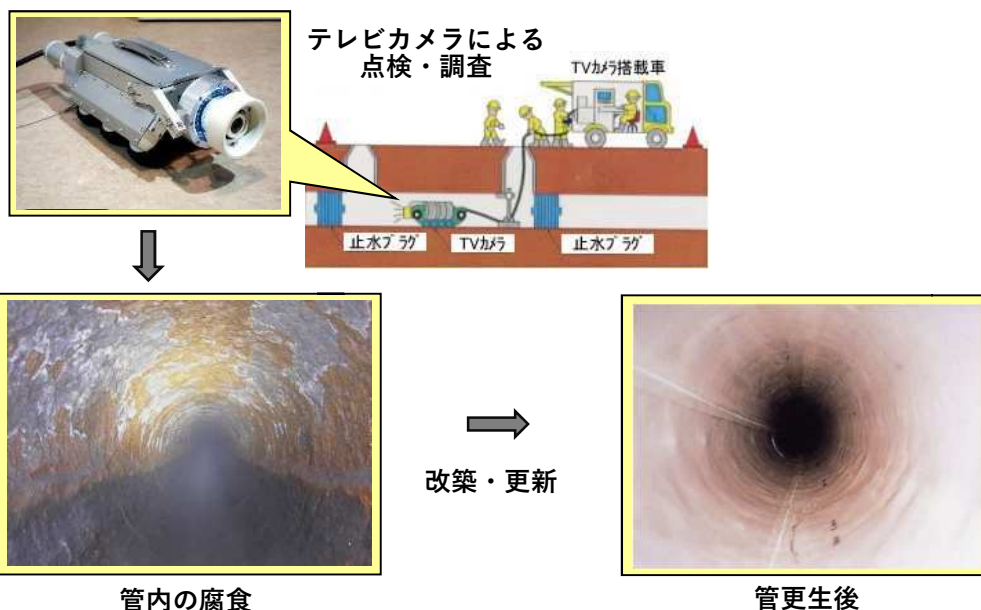 テレビカメラによる
点検・調査
TVカメラ搭載車
止水プラグ
TVカメラ
止水プラグ
改築・更新
管内の腐食
管更生後